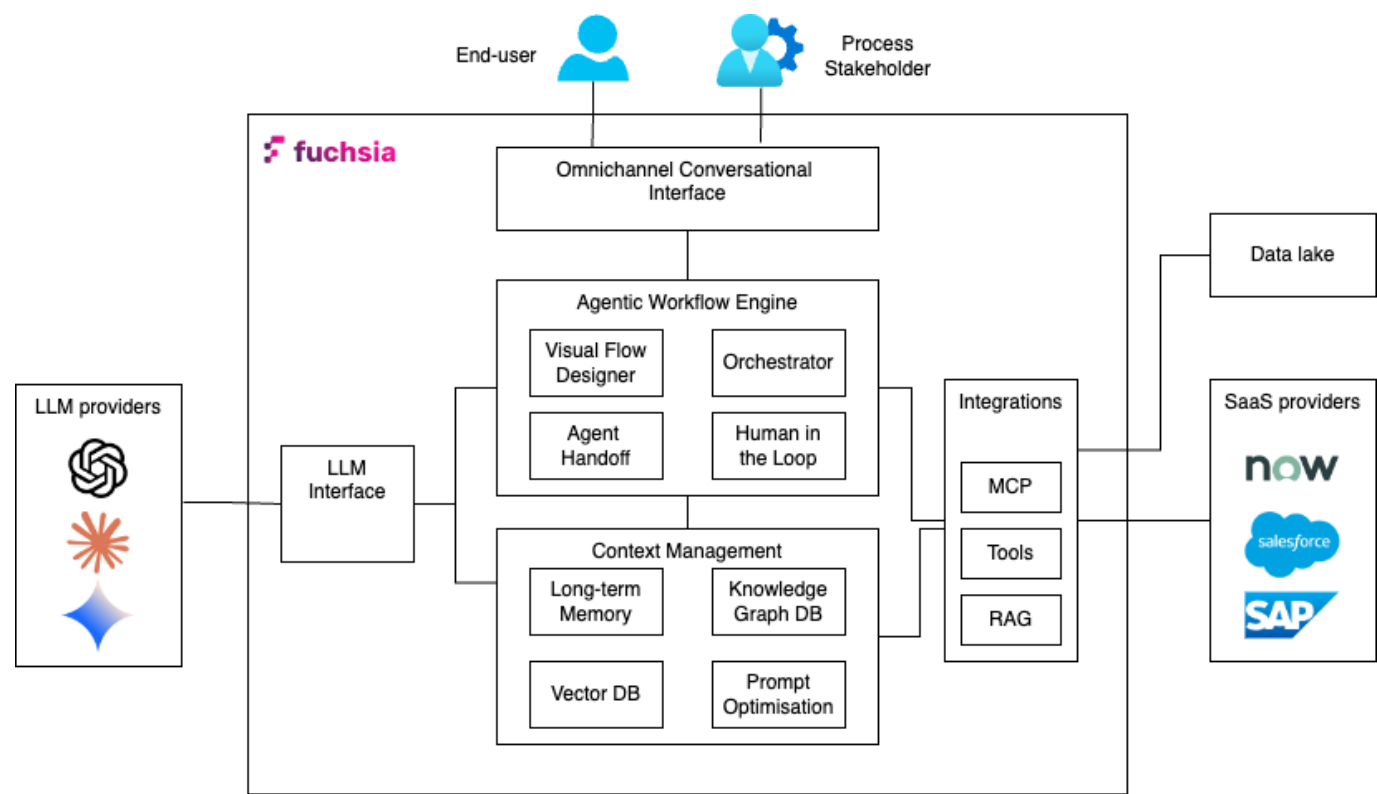 End-user
Process
Stakeholder
fuchsia
Omnichannel Conversational
Interface
Data lake
Agentic Workflow Engine
Visual Flow
Designer
Orchestrator
Agent
Handoff
Human in
the Loop
LLM providers
LLM
Interface
Integrations
MCP
Tools
RAG
SaaS providers
now
salesforce
SAP
Context Management
Long-term
Memory
Knowledge
Graph DB
Vector DB
Prompt
Optimisation